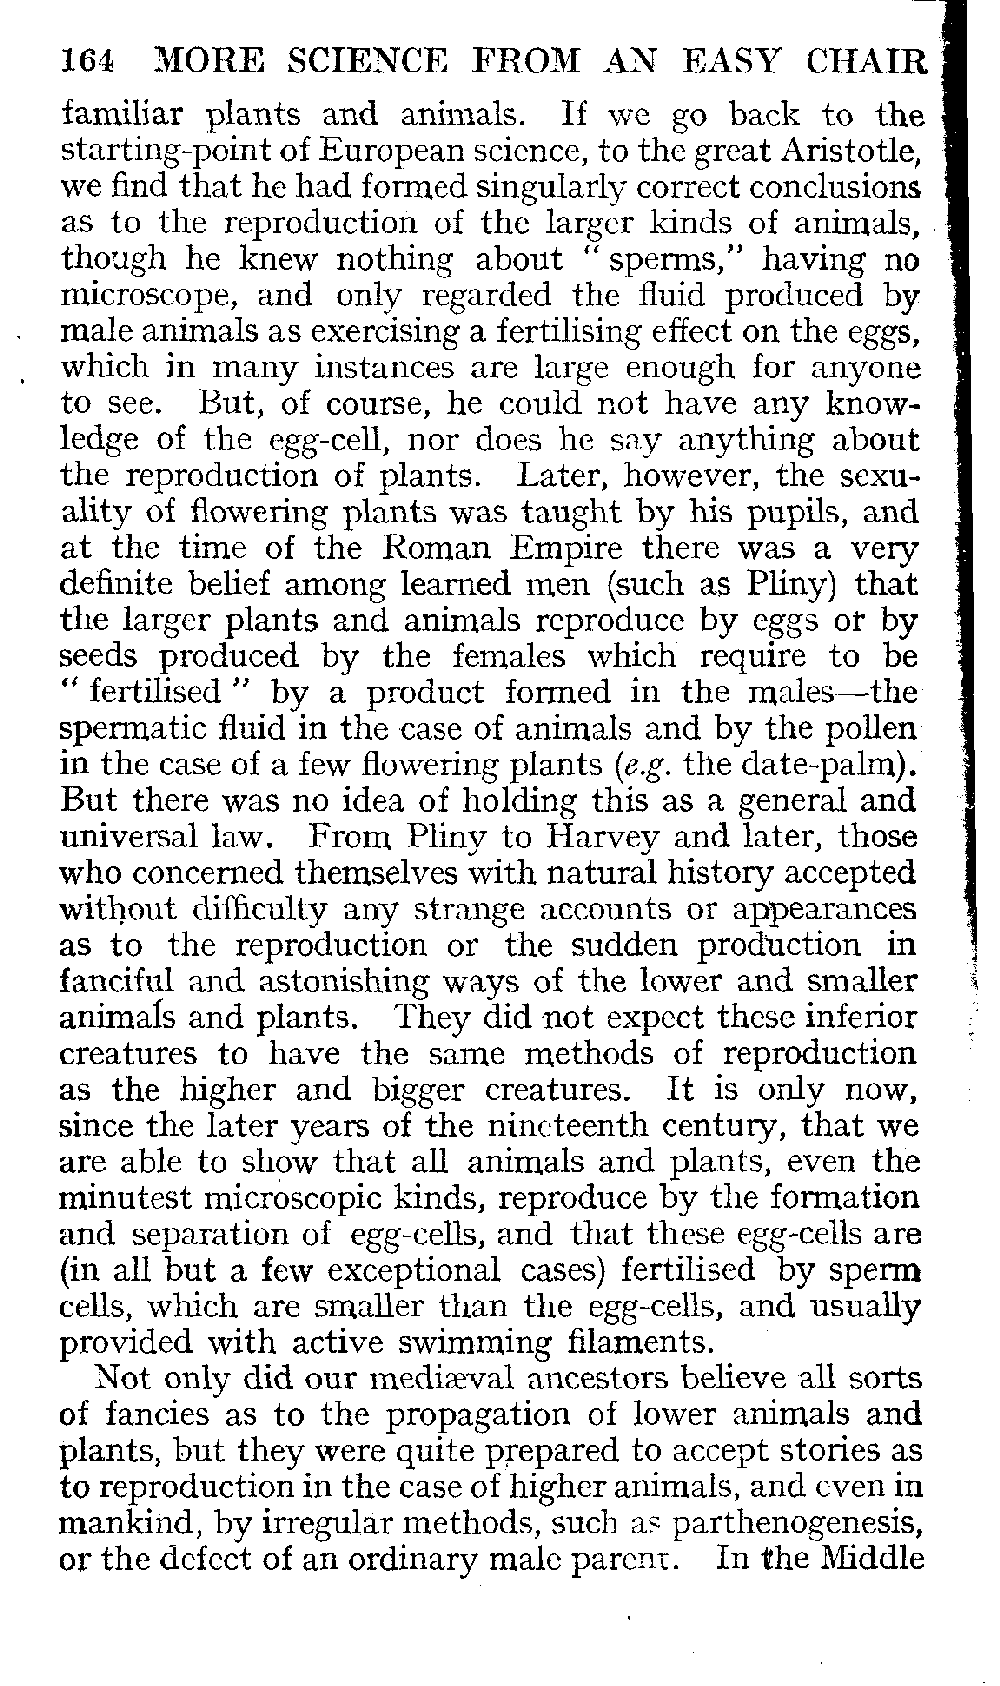 164 MORE SCIENCE FROM AN EASY CHAIR
familiar plants and animals. If we go back to the
starting-point of European science, to the great Aristotle,
we find that he had formed singularly correct conclusions
as to the reproduction of the larger kinds of animals,
though he knew nothing about “ sperms,” having no
microscope, and only regarded the fluid produced by
male animals as exercising a fertilising effect on the eggs,
which in many instances are large enough for anyone
to see. But, of course, he could not have any know-
ledge of the egg-cell, nor does he say anything about
the reproduction of plants. Later, however, the sexu-
ality of flowering plants was taught by his pupils, and
at the time of the Roman Empire there was a very
definite belief among learned men (such as Pliny) that
the larger plants and animals reproduce by eggs or by
seeds produced by the females which require to be
“ fertilised ” by a product formed in the males—the
spermatic fluid in the case of animals and by the pollen
in the case of a few flowering plants (e.g. the date-palm).
But there was no idea of holding this as a general and
universal law. From Pliny to Harvey and later, those
who concerned themselves with natural history accepted
without difficulty any strange accounts or appearances
as to the reproduction or the sudden production in
fanciful and astonishing ways of the lower and smaller
animals and plants. They did not expect these inferior
creatures to have the same methods of reproduction
as the higher and bigger creatures. It is only now,
since the later years of the nineteenth century, that we
are able to show that all animals and plants, even the
minutest microscopic kinds, reproduce by the formation
and separation of egg-cells, and that these egg-cells are
(in all but a few exceptional cases) fertilised by sperm
cells, which are smaller than the egg-cells, and usually
provided with active swimming filaments.
Not only did our mediæval ancestors believe all sorts
of fancies as to the propagation of lower animals and
plants, but they were quite prepared to accept stories as
to reproduction in the case of higher animals, and even in
mankind, by irregular methods, such as parthenogenesis,
or the defect of an ordinary male parent. In the Middle